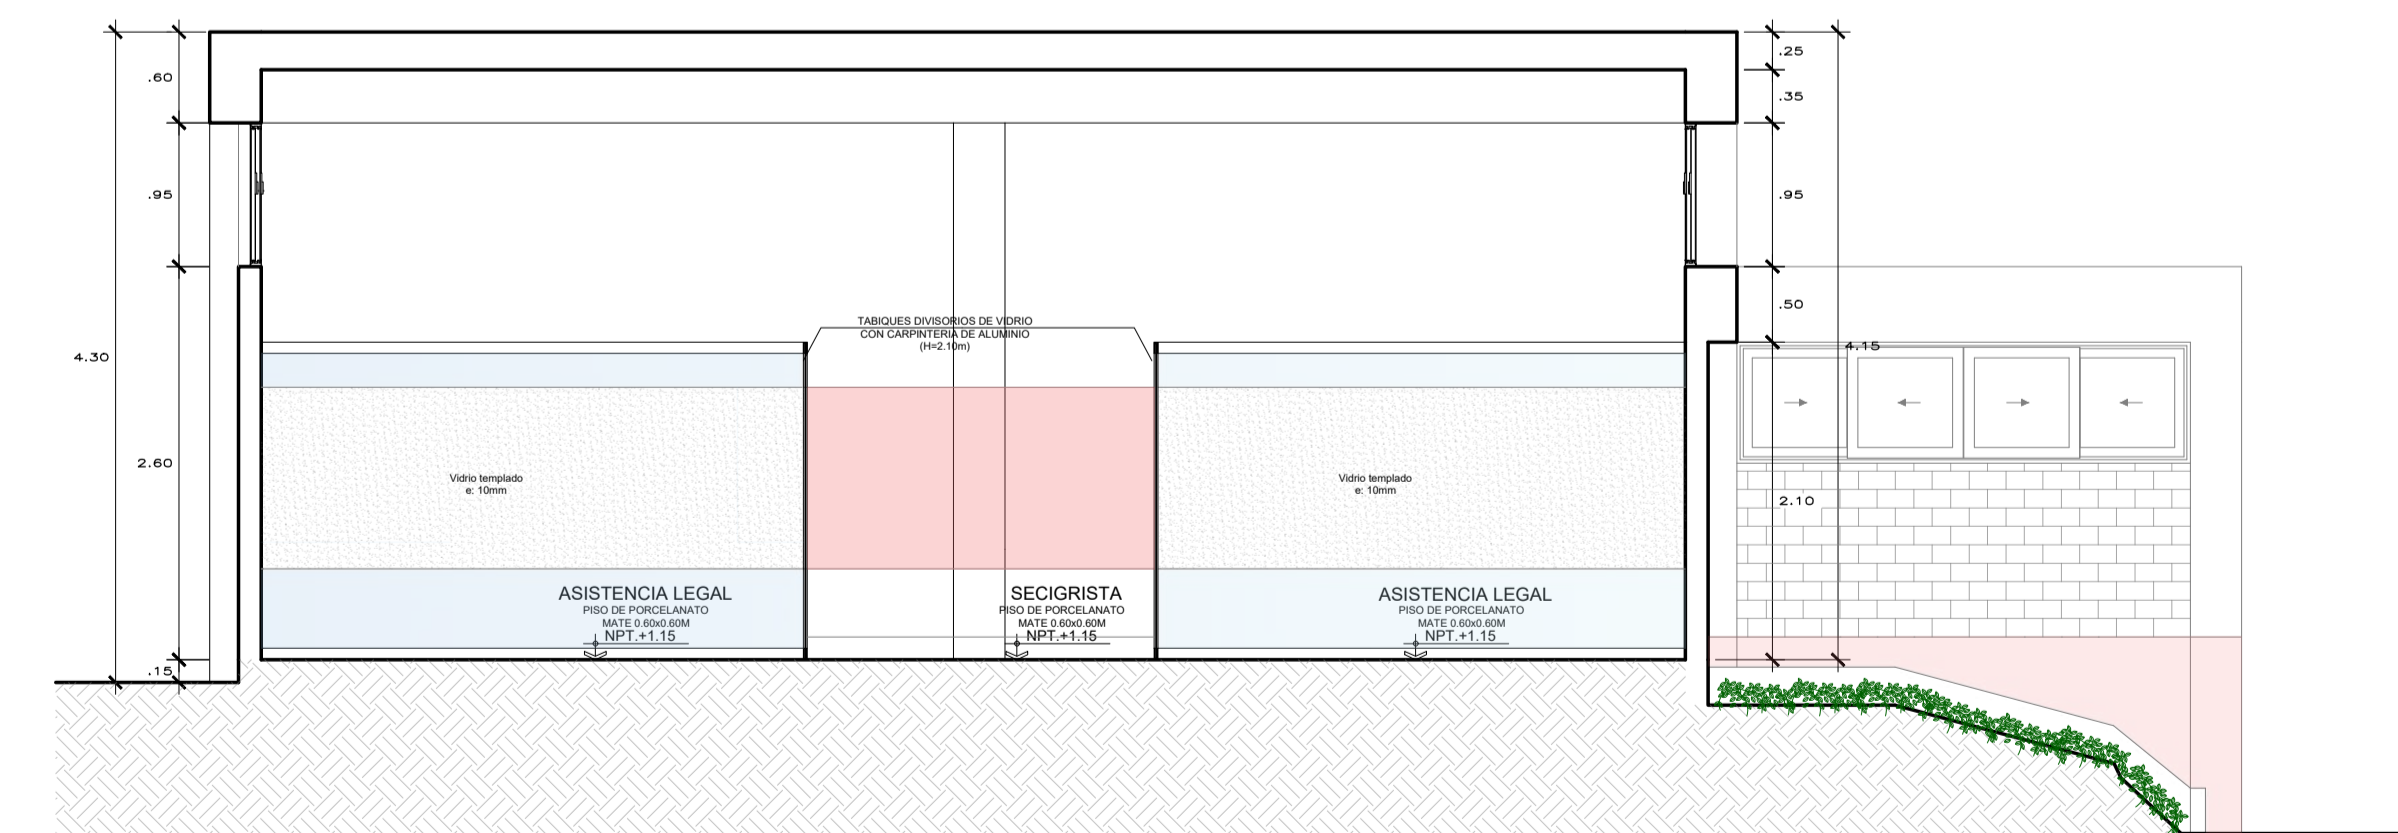 .25
.60
.35
.95
.95
.50
TABIQUES DIVISORIOS DE VIDRIO
CON CARPINTERIA DE ALUMINIO
(H=2.10m)
4.30
4.15
2.60
Vidrio templado
e: 10mm
Vidrio templado
e: 10mm
2.10
ASISTENCIA LEGAL
PISO DE PORCELANATO
MATE 0.60x0.60M
NPT.+1.15
SECIGRISTA
PISO DE PORCELANATO
MATE 0.60x0.60M
NPT.+1.15
ASISTENCIA LEGAL
PISO DE PORCELANATO
MATE 0.60x0.60M
NPT.+1.15
.15